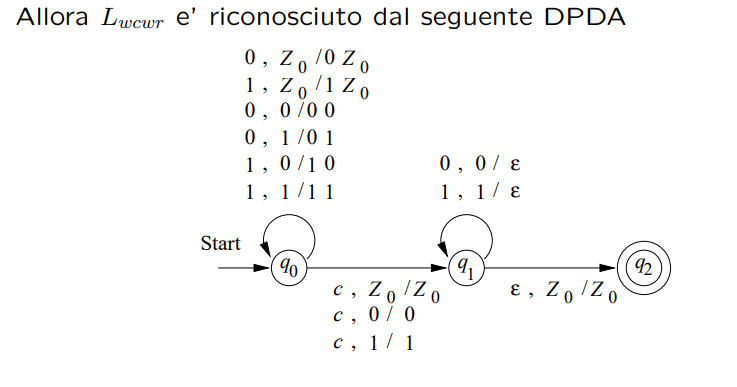 Allora L_wcwr e' riconosciuto dal seguente DPDA
0 , Z_0 /0 Z_0
1 , Z_0 /1 Z_0
0 , 0 /0 0
0 , 1 /0 1
1 , 0 /1 0
1 , 1 /1 1
0 , 0 / ε
1 , 1 / ε
Start
q_0
q_1
q_2
c , Z_0 /Z_0
c , 0 / 0
c , 1 / 1
ε , Z_0 /Z_0